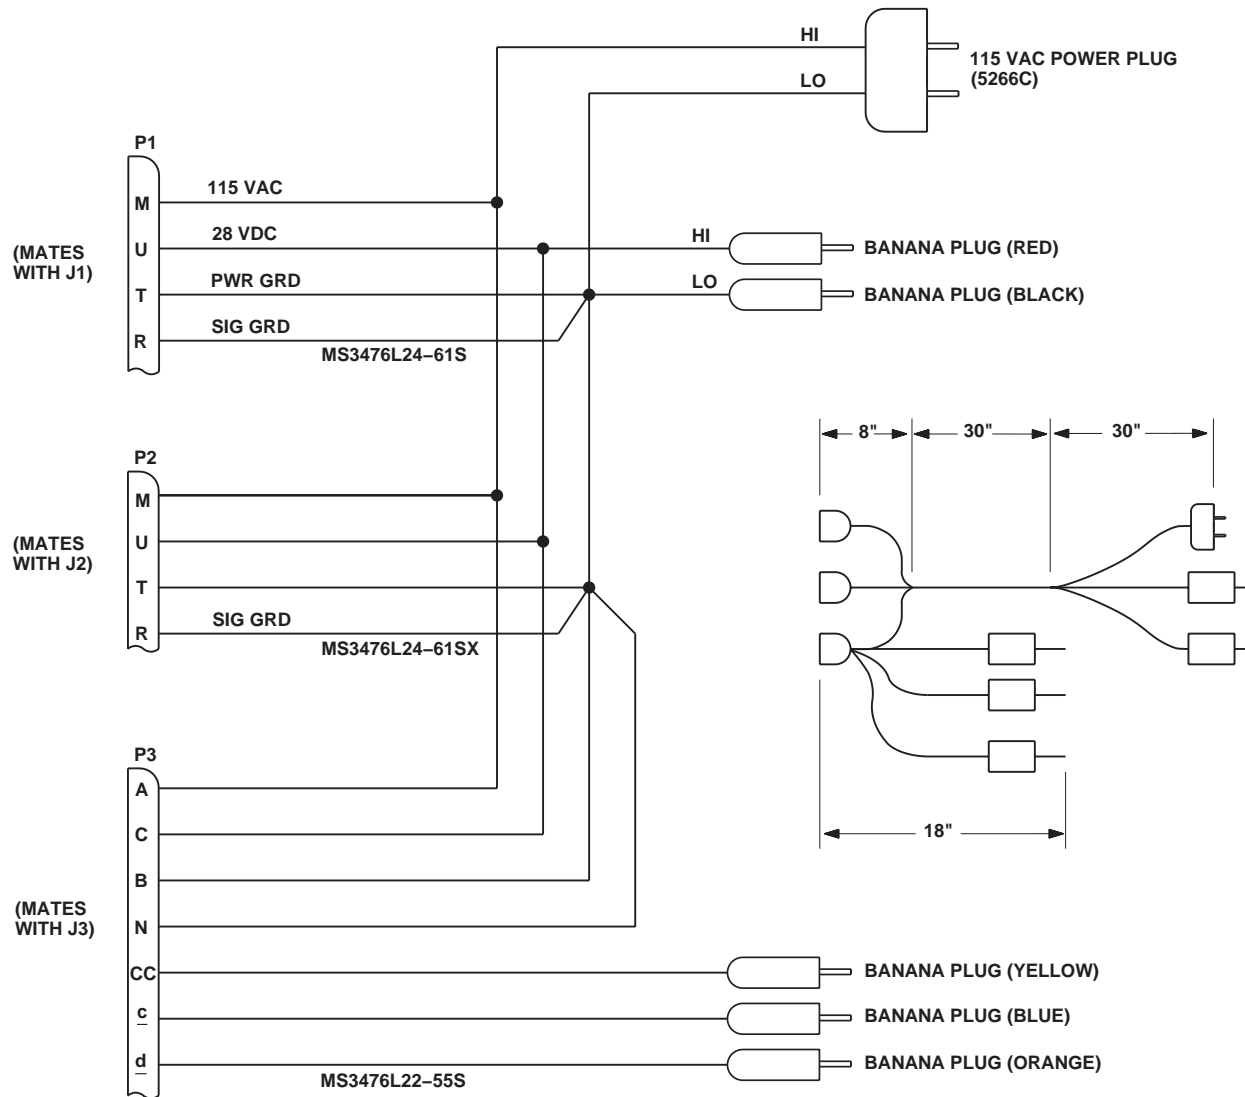 HI
LO
115 VAC POWER PLUG
(5266C)
P1
(MATES
WITH J1)
M
115 VAC
U
28 VDC
HI
BANANA PLUG (RED)
T
PWR GRD
LO
BANANA PLUG (BLACK)
R
SIG GRD
MS3476L24–61S
P2
(MATES
WITH J2)
M
U
T
R
SIG GRD
MS3476L24–61SX
8"
30"
30"
18"
P3
(MATES
WITH J3)
A
C
B
N
CC
BANANA PLUG (YELLOW)
c
BANANA PLUG (BLUE)
d
BANANA PLUG (ORANGE)
MS3476L22–55S